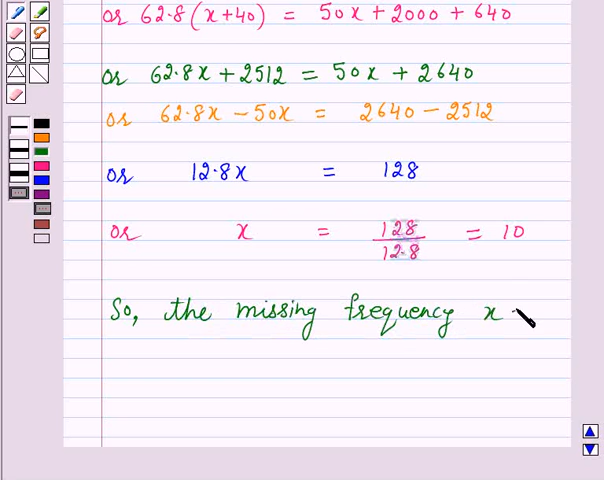 or 62.8(x+40) = 50x+2000+640
or 62.8x+2512 = 50x+2640
or 62.8x-50x = 2640-2512
or 12.8x = 128
or x = 128/12.8 = 10
So, the missing frequency x